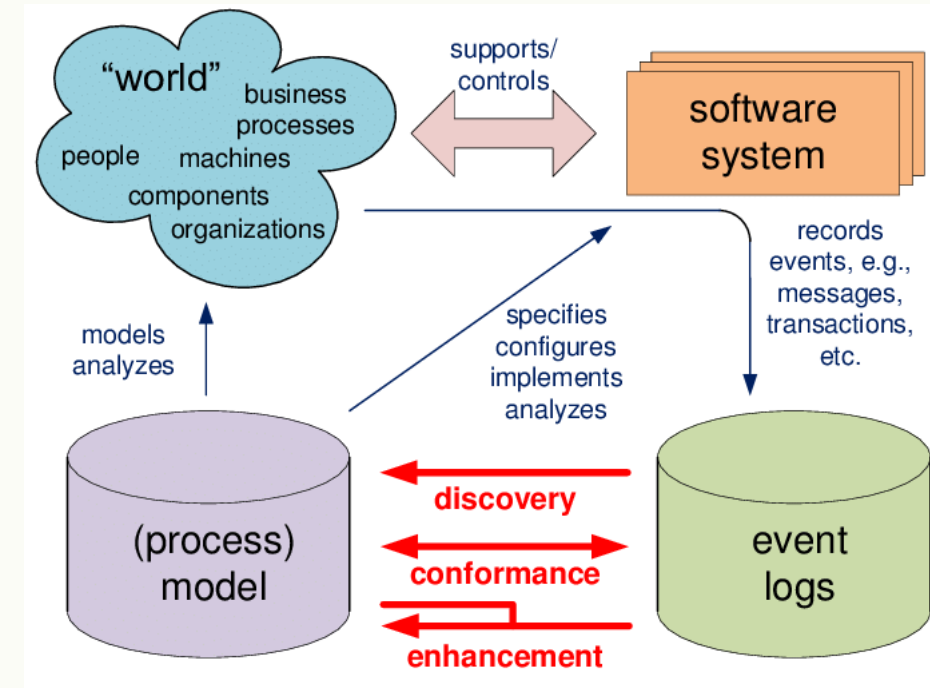 “world”
business
processes
people
machines
components
organizations
supports/
controls
software
system
records
events, e.g.,
messages,
transactions,
etc.
models
analyzes
specifies
configures
implements
analyzes
(process)
model
discovery
conformance
enhancement
event
logs